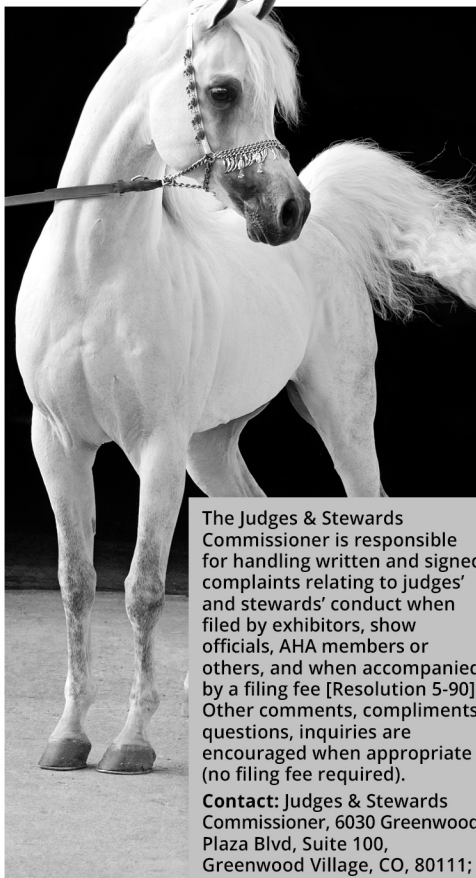 The Judges & Stewards
Commissioner is responsible
for handling written and signed
complaints relating to judges'
and stewards' conduct when
filed by exhibitors, show
officials, AHA members or
others, and when accompanied
by a filing fee [Resolution 5-90]
Other comments, compliments
questions, inquiries are
encouraged when appropriate
(no filing fee required).
Contact: Judges & Stewards
Commissioner, 6030 Greenwood
Plaza Blvd, Suite 100,
Greenwood Village, CO, 80111;